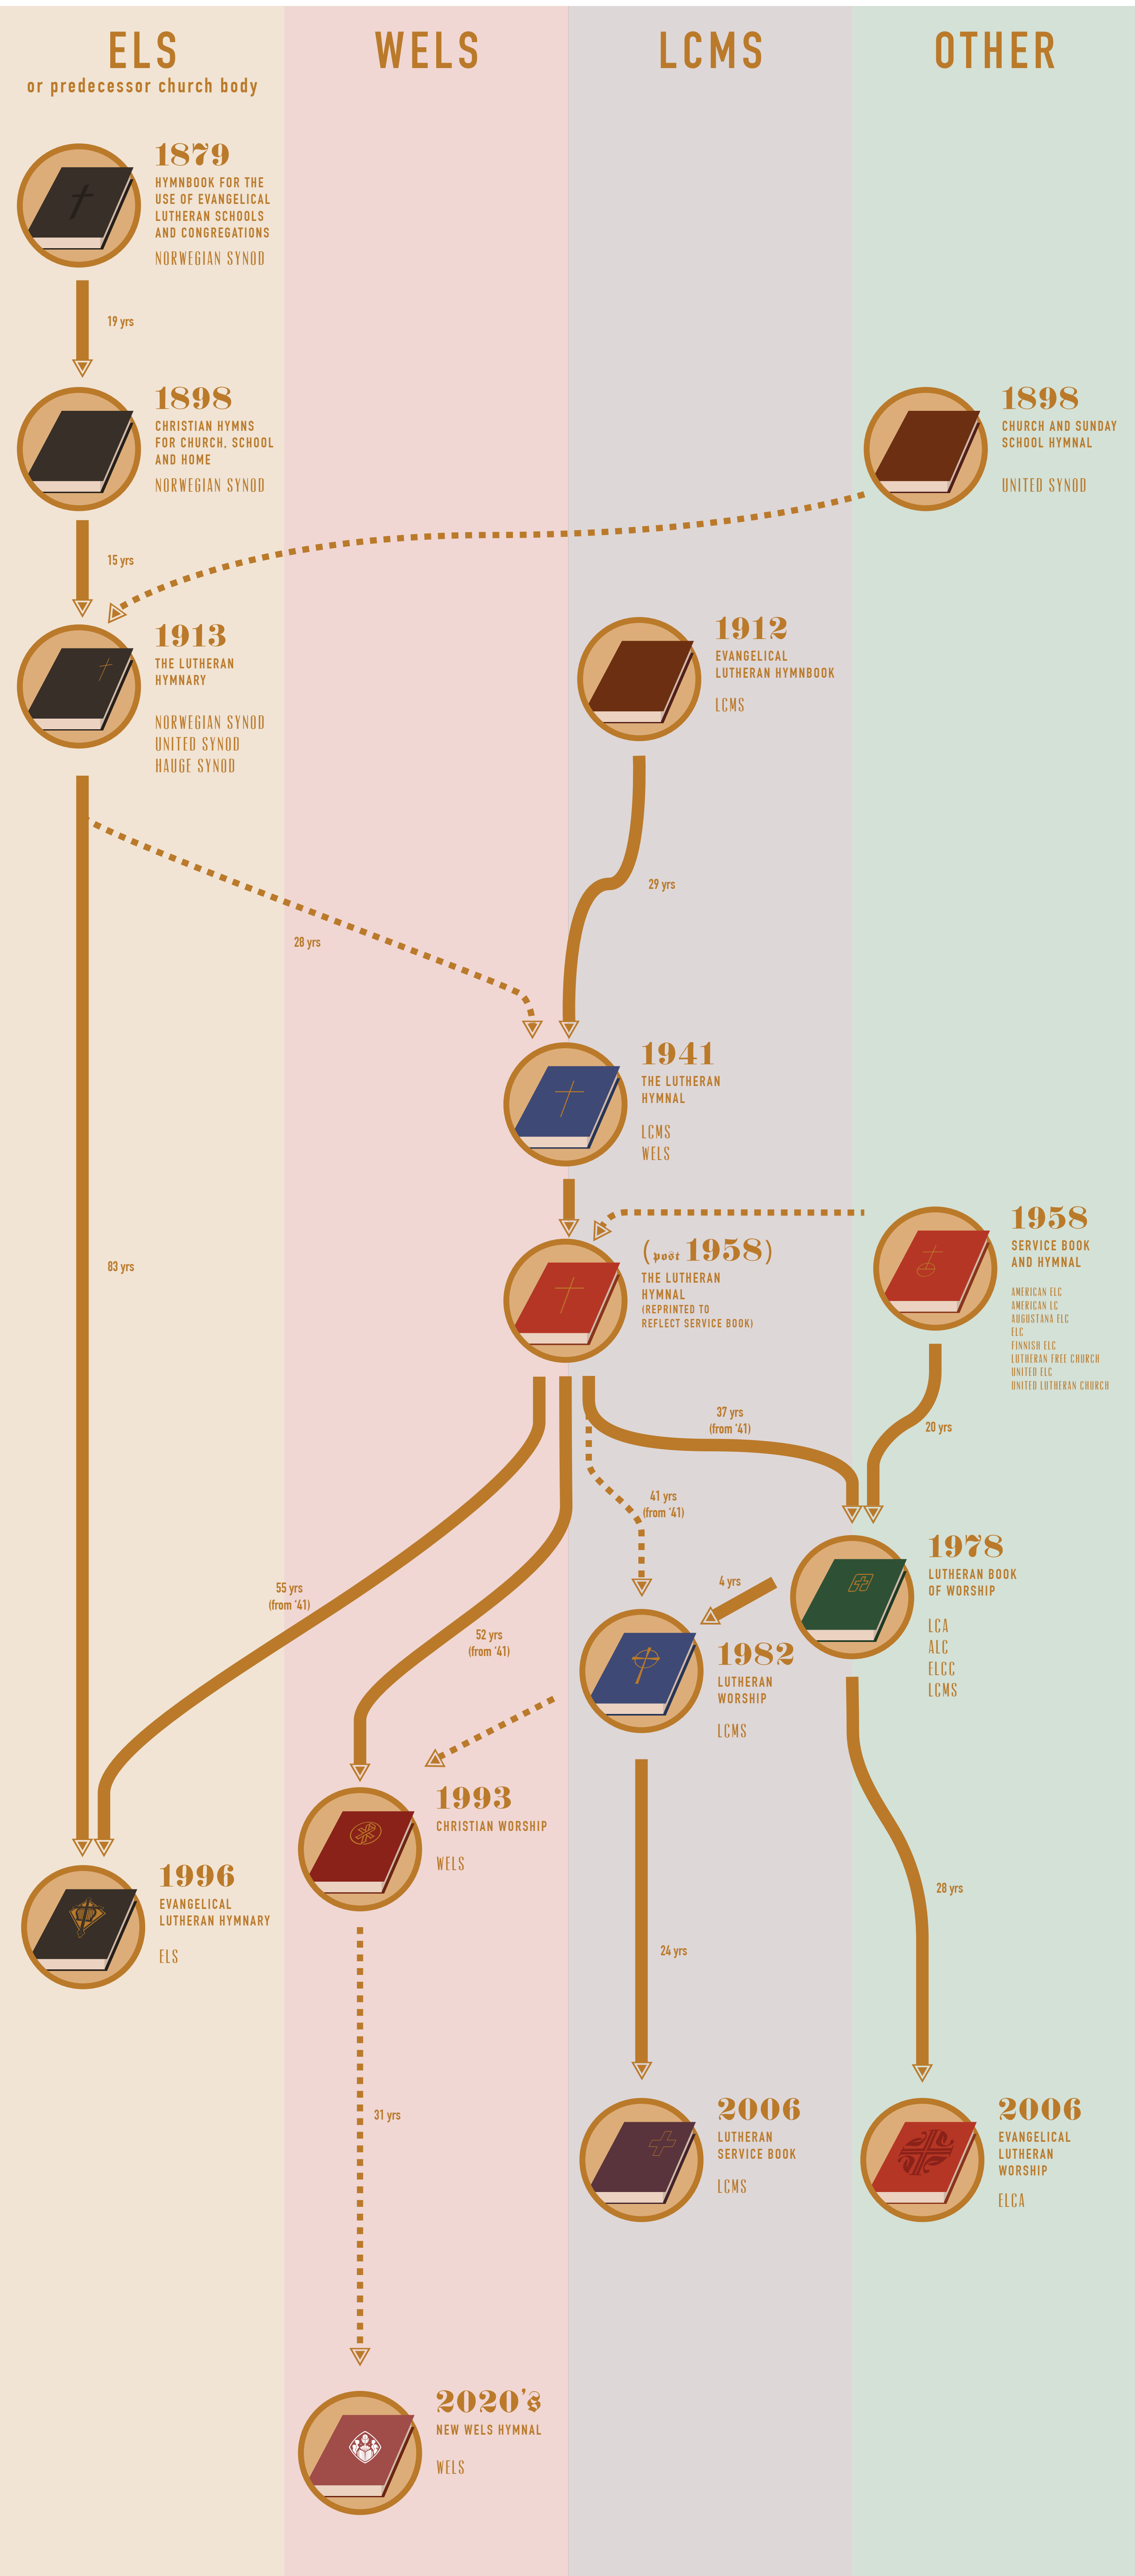 ELS
or predecessor church body
WELS
LCMS
OTHER
1879
HYMNBOOK FOR THE
USE OF EVANGELICAL
LUTHERAN SCHOOLS
AND CONGREGATIONS
NORWEGIAN SYNOD
19 yrs
1898
CHRISTIAN HYMNS
FOR CHURCH, SCHOOL
AND HOME
NORWEGIAN SYNOD
1898
CHURCH AND SUNDAY
SCHOOL HYMNAL
UNITED SYNOD
15 yrs
1913
THE LUTHERAN
HYMNARY
NORWEGIAN SYNOD
UNITED SYNOD
HAUGE SYNOD
1912
EVANGELICAL
LUTHERAN HYMNBOOK
LCMS
29 yrs
28 yrs
1941
THE LUTHERAN
HYMNAL
LCMS
WELS
83 yrs
(post 1958)
THE LUTHERAN
HYMNAL
(REPRINTED TO
REFLECT SERVICE BOOK)
1958
SERVICE BOOK
AND HYMNAL
AMERICAN ELC
AMERICAN LC
AUGUSTANA ELC
ELC
FINNISH ELC
LUTHERAN FREE CHURCH
UNITED ELC
UNITED LUTHERAN CHURCH
37 yrs
(from '41)
20 yrs
41 yrs
(from '41)
1978
LUTHERAN BOOK
OF WORSHIP
LCA
ALC
ELCC
LCMS
4 yrs
55 yrs
(from '41)
52 yrs
(from '41)
1982
LUTHERAN
WORSHIP
LCMS
1993
CHRISTIAN WORSHIP
WELS
1996
EVANGELICAL
LUTHERAN HYMNARY
ELS
28 yrs
24 yrs
31 yrs
2006
LUTHERAN
SERVICE BOOK
LCMS
2006
EVANGELICAL
LUTHERAN
WORSHIP
ELCA
2020's
NEW WELS HYMNAL
WELS